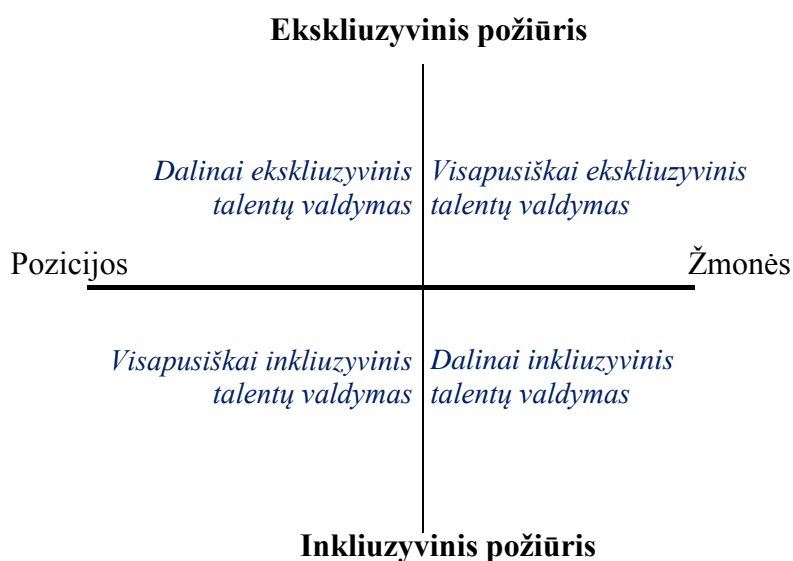 Ekskliuzyvinis požiūris
Dalinai ekskliuzyvinis
talentų valdymas
Visapusiškai ekskliuzyvinis
talentų valdymas
Pozicijos
Žmonės
Visapusiškai inkliuzyvinis
talentų valdymas
Dalinai inkliuzyvinis
talentų valdymas
Inkliuzyvinis požiūris